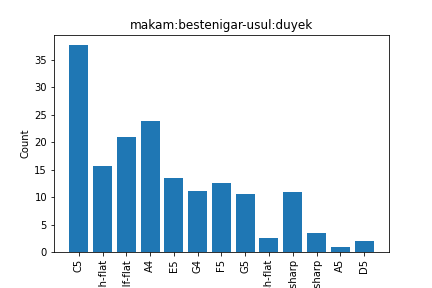 makam:bestenigar-usul:duyek
Count
35
30
25
20
15
10
5
0
C5
h-flat
lf-flat
A4
E5
G4
F5
G5
h-flat
sharp
sharp
A5
D5